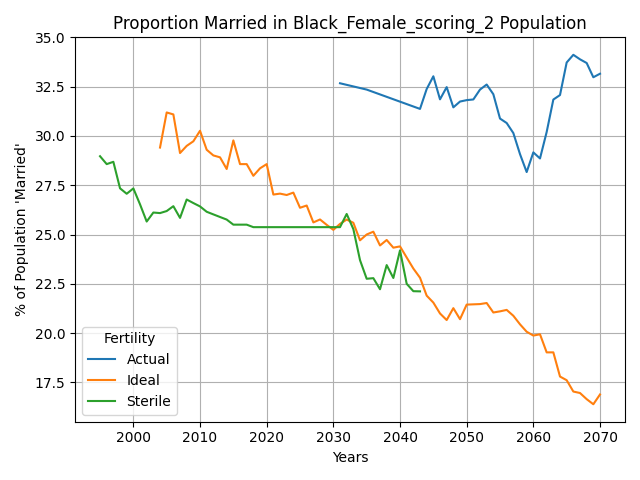 Proportion Married in Black_Female_scoring_2 Population
% of Population 'Married'
35.0
32.5
30.0
27.5
25.0
22.5
20.0
17.5
Fertility
Actual
Ideal
Sterile
2000 2010 2020 2030 2040 2050 2060 2070
Years